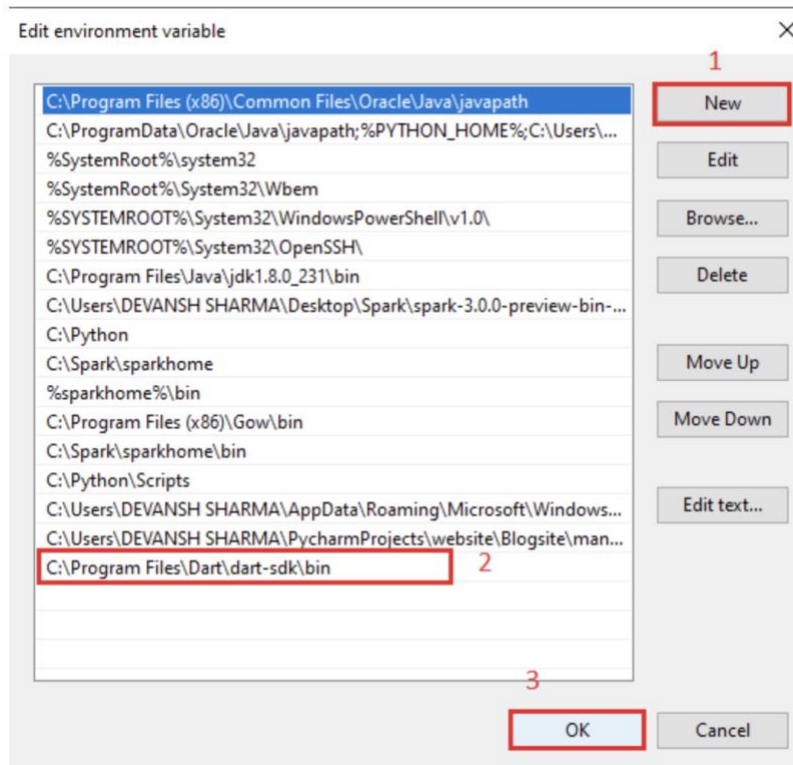 Edit environment variable
1
C:\Program Files (x86)\Common Files\Oracle\Java\javapath
New
C:\ProgramData\Oracle\Java\javapath;%PYTHON_HOME%;C:\Users\...
%SystemRoot%\system32
Edit
%SystemRoot%\System32\Wbem
%SYSTEMROOT%\System32\WindowsPowerShell\v1.0\
Browse...
%SYSTEMROOT%\System32\OpenSSH\
C:\Program Files\Java\jdk1.8.0_231\bin
Delete
C:\Users\DEVANSH SHARMA\Desktop\Spark\spark-3.0.0-preview-bin-...
C:\Python
C:\Spark\sparkhome
Move Up
%sparkhome%\bin
C:\Program Files (x86)\Gow\bin
Move Down
C:\Spark\sparkhome\bin
C:\Python\Scripts
C:\Users\DEVANSH SHARMA\AppData\Roaming\Microsoft\Windows...
Edit text...
C:\Users\DEVANSH SHARMA\PycharmProjects\website\Blogsite\man...
C:\Program Files\Dart\dart-sdk\bin
2
3
OK
Cancel